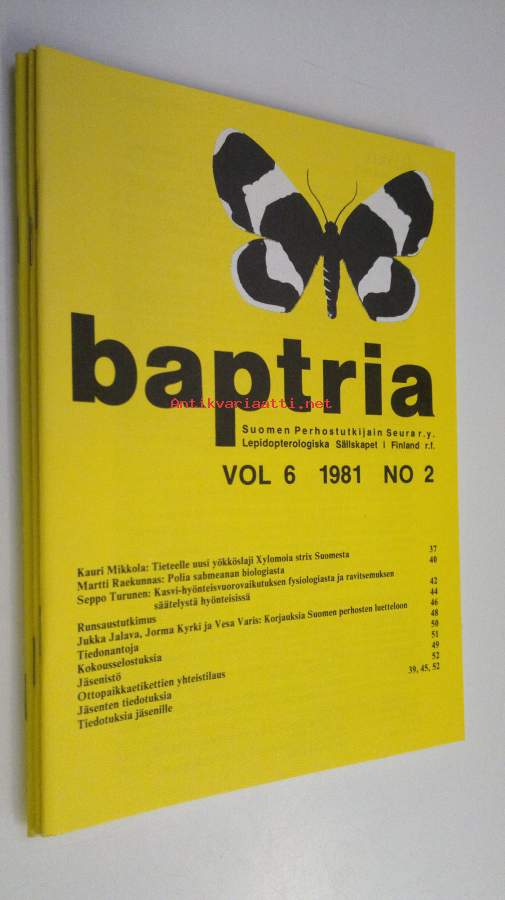 baptria
Antikvariaatti.net
Suomen Perhostutkijain Seura r.y.
Lepidopterologiska Sällskapet i Finland r.f.
VOL 6 1981 NO 2
Kauri Mikkola: Tieteelle uusi yökköslaji Xylomoia strix Suomesta 37
Martti Raekunnas: Polia sabmeanan biologiasta 40
Seppo Turunen: Kasvi-hyönteisvuorovaikutuksen fysiologiasta ja ravitsemuksen
säätelystä hyönteisissä 42
Runsaustutkimus 44
Jukka Jalava, Jorma Kyrki ja Vesa Varis: Korjauksia Suomen perhosten luetteloon 46
Tiedonantoja 48
Kokousselostuksia 50
Jäsenistö 51
Ottopaikkaetikettien yhteistilaus 49
Jäsenten tiedotuksia 52
Tiedotuksia jäsenille 39, 45, 52